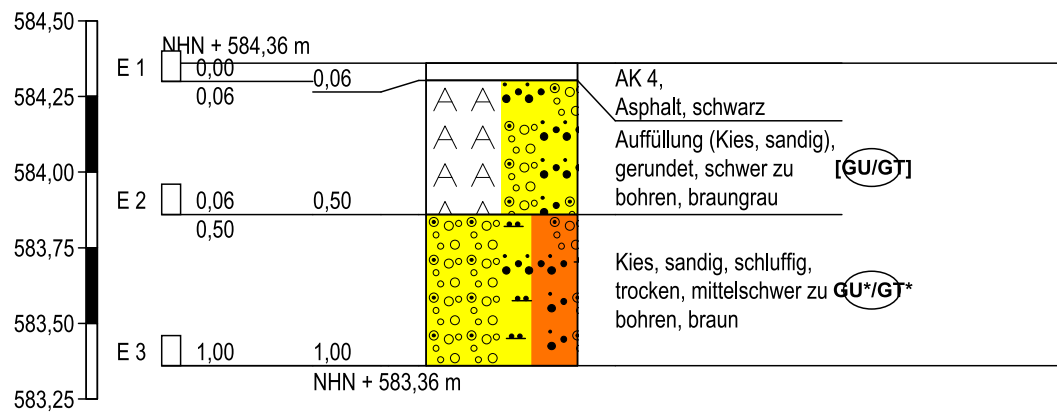 584,50
NHN + 584,36 m
E 1
0,00
0,06
0,06
AK 4,
Asphalt, schwarz
584,25
Auffüllung (Kies, sandig),
gerundet, schwer zu
bohren, braungrau
[GU/GT]
584,00
E 2
0,06
0,50
0,50
583,75
Kies, sandig, schluffig,
trocken, mittelschwer zu
bohren, braun
GU*/GT*
583,50
E 3
1,00
1,00
NHN + 583,36 m
583,25